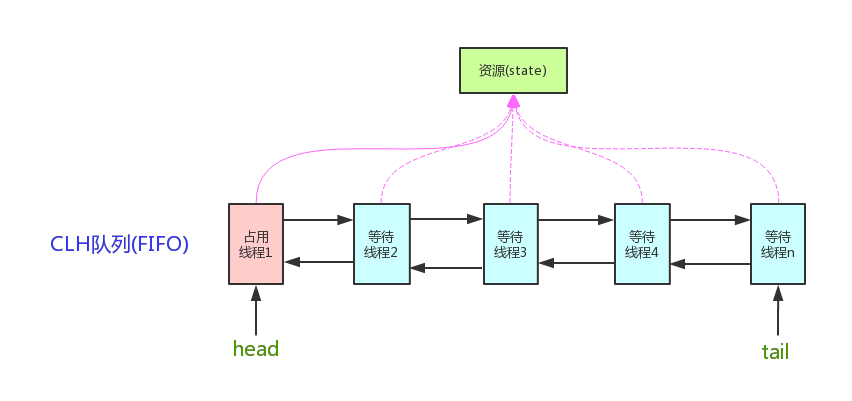 资源(state)
CLH队列(FIFO)
占用
线程1
等待
线程2
等待
线程3
等待
线程4
等待
线程n
head
tail